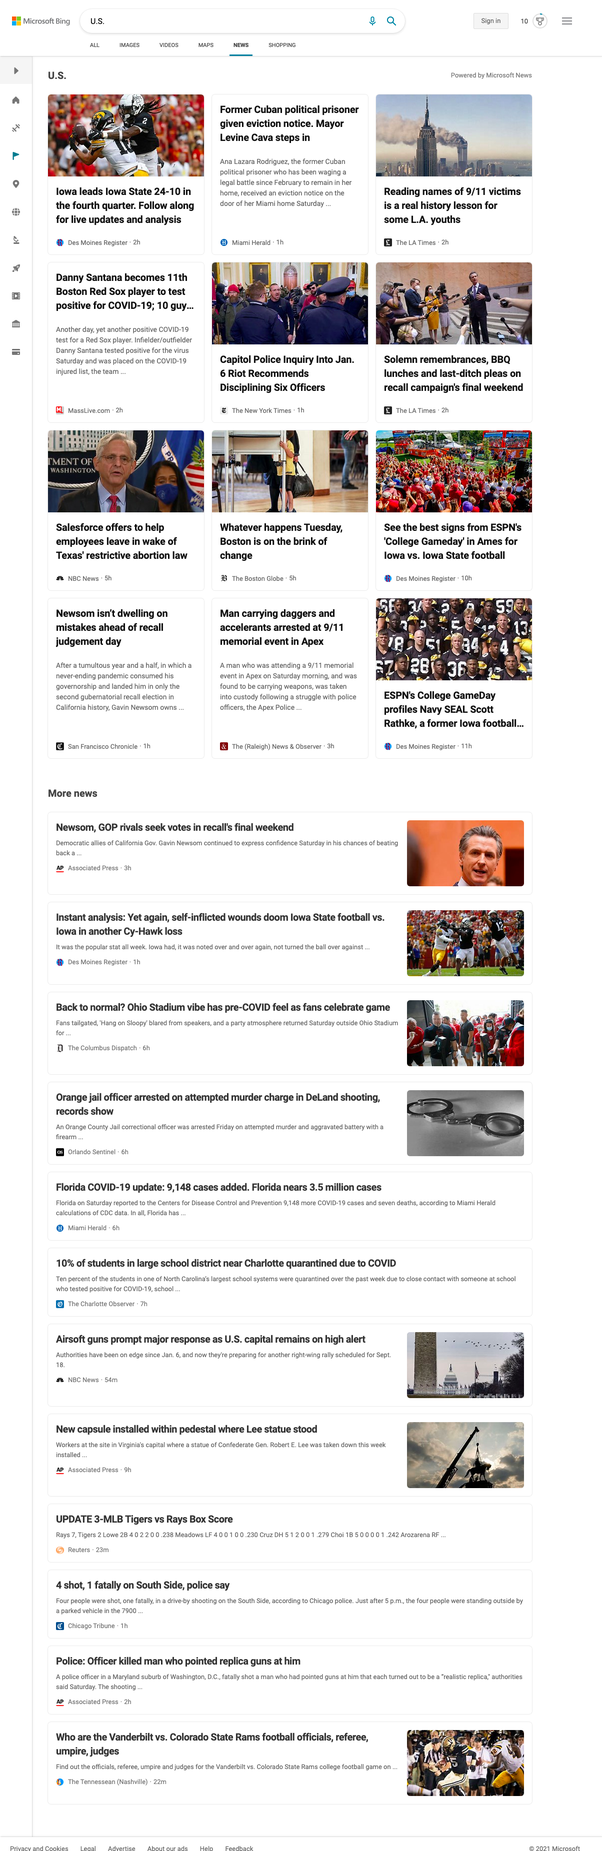 Microsoft Bing
U.S.
Sign in
10
ALL
IMAGES
VIDEOS
MAPS
NEWS
SHOPPING
U.S.
Powered by Microsoft News
Iowa leads Iowa State 24-10 in
the fourth quarter. Follow along
for live updates and analysis
Des Moines Register · 2h
Former Cuban political prisoner
given eviction notice. Mayor
Levine Cava steps in
Ana Lazara Rodriguez, the former Cuban
political prisoner who has been waging a
legal battle since February to remain in her
home, received an eviction notice on the
door of her Miami home Saturday ...
Miami Herald · 1h
Reading names of 9/11 victims
is a real history lesson for
some L.A. youths
The LA Times · 2h
Danny Santana becomes 11th
Boston Red Sox player to test
positive for COVID-19; 10 guy...
Another day, yet another positive COVID-19
test for a Red Sox player. Infielder/outfielder
Danny Santana tested positive for the virus
Saturday and was placed on the COVID-19
injured list, the team ...
MassLive.com · 2h
Capitol Police Inquiry Into Jan.
6 Riot Recommends
Disciplining Six Officers
The New York Times · 1h
Solemn remembrances, BBQ
lunches and last-ditch pleas on
recall campaign's final weekend
The LA Times · 2h
TMENT OF
WASHINGTON
Salesforce offers to help
employees leave in wake of
Texas' restrictive abortion law
NBC News · 5h
Whatever happens Tuesday,
Boston is on the brink of
change
The Boston Globe · 5h
See the best signs from ESPN's
'College Gameday' in Ames for
Iowa vs. Iowa State football
Des Moines Register · 10h
Newsom isn't dwelling on
mistakes ahead of recall
judgement day
After a tumultuous year and a half, in which a
never-ending pandemic consumed his
governorship and landed him in only the
second gubernatorial recall election in
California history, Gavin Newsom owns ...
San Francisco Chronicle · 1h
Man carrying daggers and
accelerants arrested at 9/11
memorial event in Apex
A man who was attending a 9/11 memorial
event in Apex on Saturday morning, and was
found to be carrying weapons, was taken
into custody following a struggle with police
officers, the Apex Police ...
The (Raleigh) News & Observer · 3h
ESPN's College GameDay
profiles Navy SEAL Scott
Rathke, a former Iowa football...
Des Moines Register · 11h
More news
Newsom, GOP rivals seek votes in recall's final weekend
Democratic allies of California Gov. Gavin Newsom continued to express confidence Saturday in his chances of beating
back a ...
AP Associated Press · 3h
Instant analysis: Yet again, self-inflicted wounds doom Iowa State football vs.
Iowa in another Cy-Hawk loss
It was the popular stat all week. Iowa had, it was noted over and over again, not turned the ball over against ...
Des Moines Register · 1h
Back to normal? Ohio Stadium vibe has pre-COVID feel as fans celebrate game
Fans tailgated, 'Hang on Sloopy' blared from speakers, and a party atmosphere returned Saturday outside Ohio Stadium
for ...
The Columbus Dispatch · 6h
Orange jail officer arrested on attempted murder charge in DeLand shooting,
records show
An Orange County Jail correctional officer was arrested Friday on attempted murder and aggravated battery with a
firearm ...
Orlando Sentinel · 6h
Florida COVID-19 update: 9,148 cases added. Florida nears 3.5 million cases
Florida on Saturday reported to the Centers for Disease Control and Prevention 9,148 more COVID-19 cases and seven deaths, according to Miami Herald
calculations of CDC data. In all, Florida has ...
Miami Herald · 6h
10% of students in large school district near Charlotte quarantined due to COVID
Ten percent of the students in one of North Carolina's largest school systems were quarantined over the past week due to close contact with someone at school
who tested positive for COVID-19, school ...
The Charlotte Observer · 7h
Airsoft guns prompt major response as U.S. capital remains on high alert
Authorities have been on edge since Jan. 6, and now they're preparing for another right-wing rally scheduled for Sept.
18.
NBC News · 54m
New capsule installed within pedestal where Lee statue stood
Workers at the site in Virginia's capital where a statue of Confederate Gen. Robert E. Lee was taken down this week
installed ...
AP Associated Press · 9h
UPDATE 3-MLB Tigers vs Rays Box Score
Rays 7, Tigers 2 Lowe 2B 4 0 2 2 0 0 .238 Meadows LF 4 0 0 1 0 0 .230 Cruz DH 5 1 2 0 0 1 .279 Choi 1B 5 0 0 0 0 1 .242 Arozarena RF ...
Reuters · 23m
4 shot, 1 fatally on South Side, police say
Four people were shot, one fatally, in a drive-by shooting on the South Side, according to Chicago police. Just after 5 p.m., the four people were standing outside by
a parked vehicle in the 7900 ...
Chicago Tribune · 1h
Police: Officer killed man who pointed replica guns at him
A police officer in a Maryland suburb of Washington, D.C., fatally shot a man who had pointed guns at him that each turned out to be a "realistic replica," authorities
said Saturday. The shooting ...
AP Associated Press · 2h
Who are the Vanderbilt vs. Colorado State Rams football officials, referee,
umpire, judges
Find out the officials, referee, umpire and judges for the Vanderbilt vs. Colorado State Rams college football game on ...
The Tennessean (Nashville) · 22m
Privacy and Cookies
Legal
Advertise
About our ads
Help
Feedback
© 2021 Microsoft